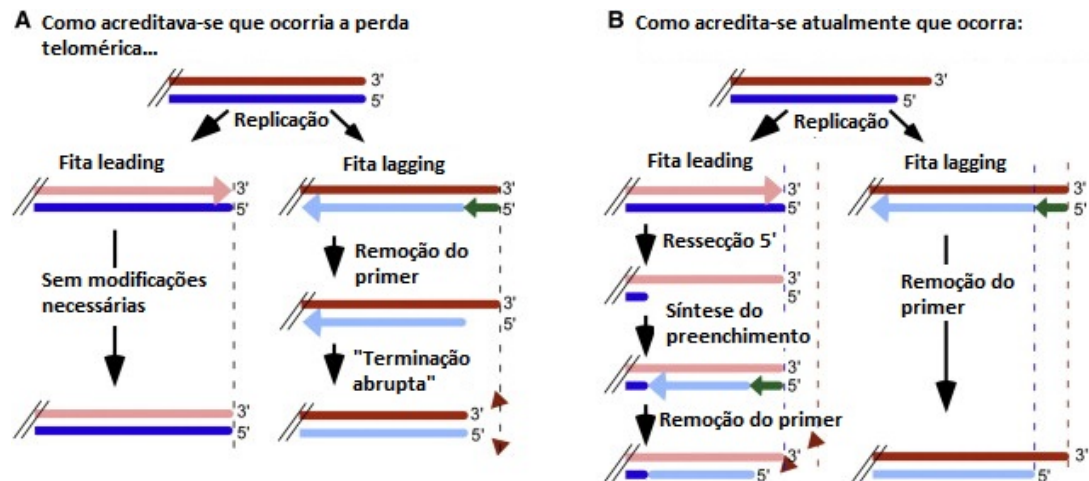 A Como acreditava-se que ocorria a perda
telomérica...
3'
5'
Replicação
Fita leading
Fita lagging
3'
5'
3'
5'
Sem modificações
necessárias
Remoção do
primer
3'
5'
"Terminação
abrupta"
3'
5'
3'
5'
B Como acredita-se atualmente que ocorra:
3'
5'
Replicação
Fita leading
Fita lagging
3'
5'
3'
5'
Ressecção 5'
3'
5'
Síntese do
preenchimento
3'
5'
Remoção do primer
3'
5'
Remoção do
primer
3'
5'